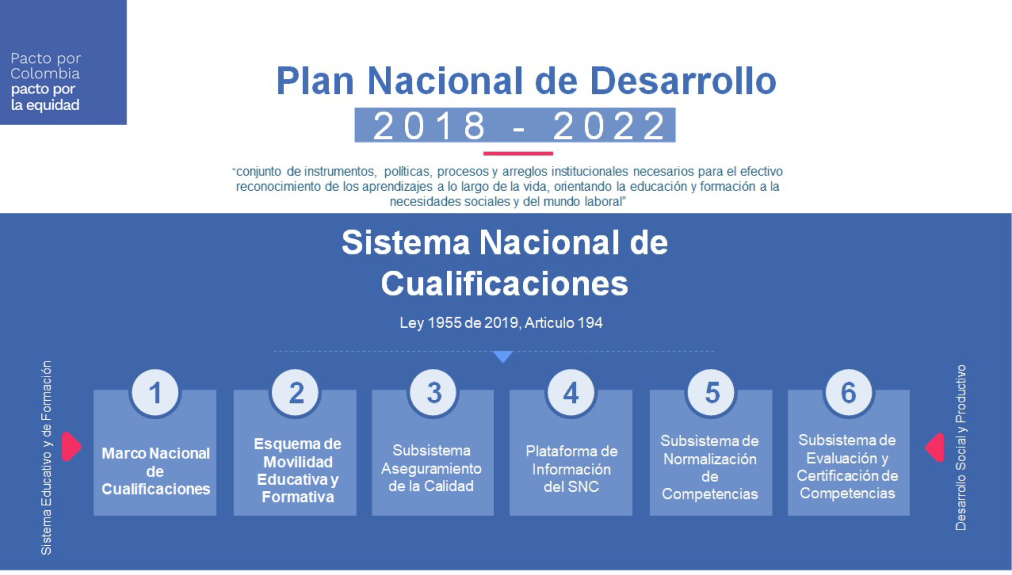 Pacto por
Colombia
pacto por
la equidad
Plan Nacional de Desarrollo
2018 - 2022
“conjunto de instrumentos, políticas, procesos y arreglos institucionales necesarios para el efectivo
reconocimiento de los aprendizajes a lo largo de la vida, orientando la educación y formación a la
necesidades sociales y del mundo laboral”
Sistema Nacional de
Cualificaciones
Ley 1955 de 2019, Articulo 194
Sistema Educativo y de Formación
1
Marco Nacional
de
Cualificaciones
2
Esquema de
Movilidad
Educativa y
Formativa
3
Subsistema
Aseguramiento
de la Calidad
4
Plataforma de
Información
del SNC
5
Subsistema de
Normalización
de
Competencias
6
Subsistema de
Evaluación y
Certificación de
Competencias
Desarrollo Social y Productivo